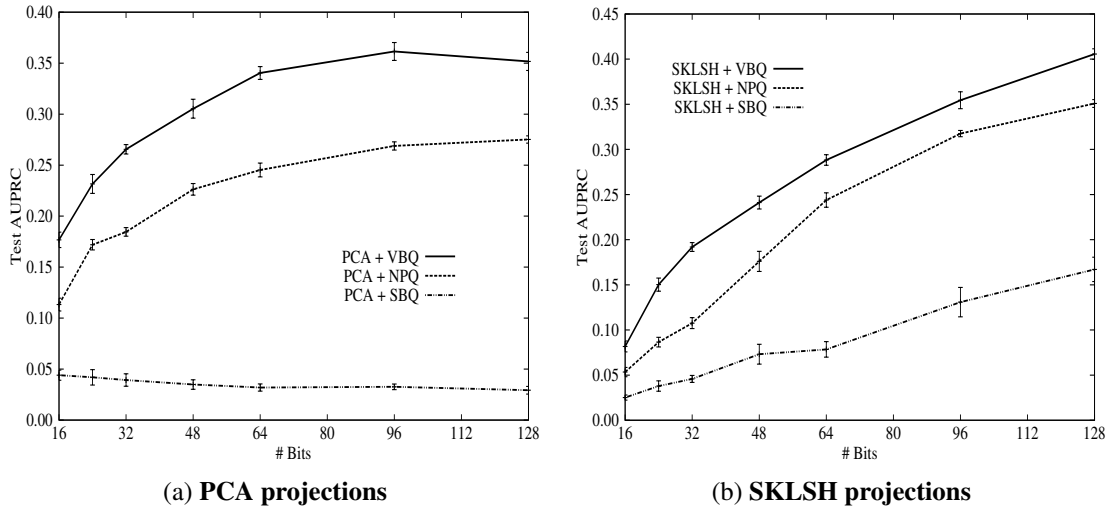 0.40
0.35
0.30
0.25
0.20
0.15
0.10
0.05
0.00
Test AUPRC
PCA + VBQ
PCA + NPQ
PCA + SBQ
16 32 48 64 80 96 112 128
# Bits
(a) PCA projections
0.45
0.40
0.35
0.30
0.25
0.20
0.15
0.10
0.05
0.00
Test AUPRC
SKLSH + VBQ
SKLSH + NPQ
SKLSH + SBQ
16 32 48 64 80 96 112 128
# Bits
(b) SKLSH projections